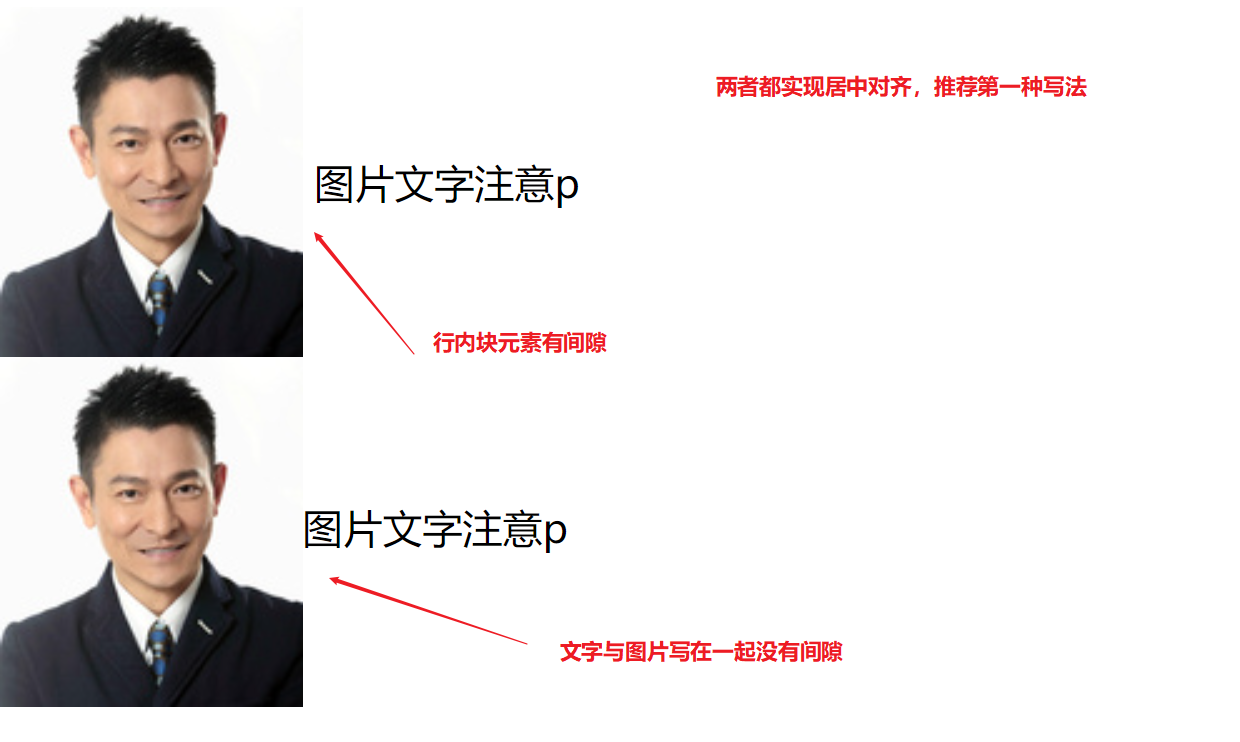 两者都实现居中对齐，推荐第一种写法
图片文字注意p
行内块元素有间隙
图片文字注意p
文字与图片写在一起没有间隙